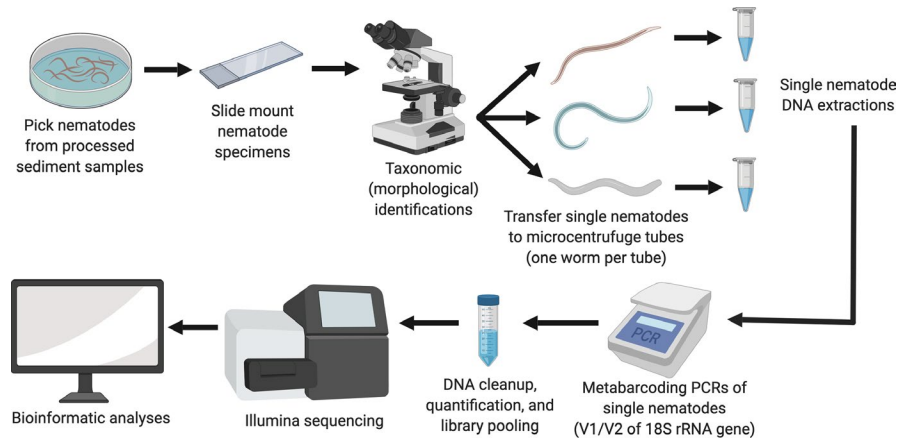 Pick nematodes
from processed
sediment samples
Slide mount
nematode
specimens
Taxonomic
(morphological)
identifications
Transfer single nematodes
to microcentrufuge tubes
(one worm per tube)
Single nematode
DNA extractions
PCR
Metabarcoding PCRs of
single nematodes
(V1/V2 of 18S rRNA gene)
DNA cleanup,
quantification, and
library pooling
Illumina sequencing
Bioinformatic analyses